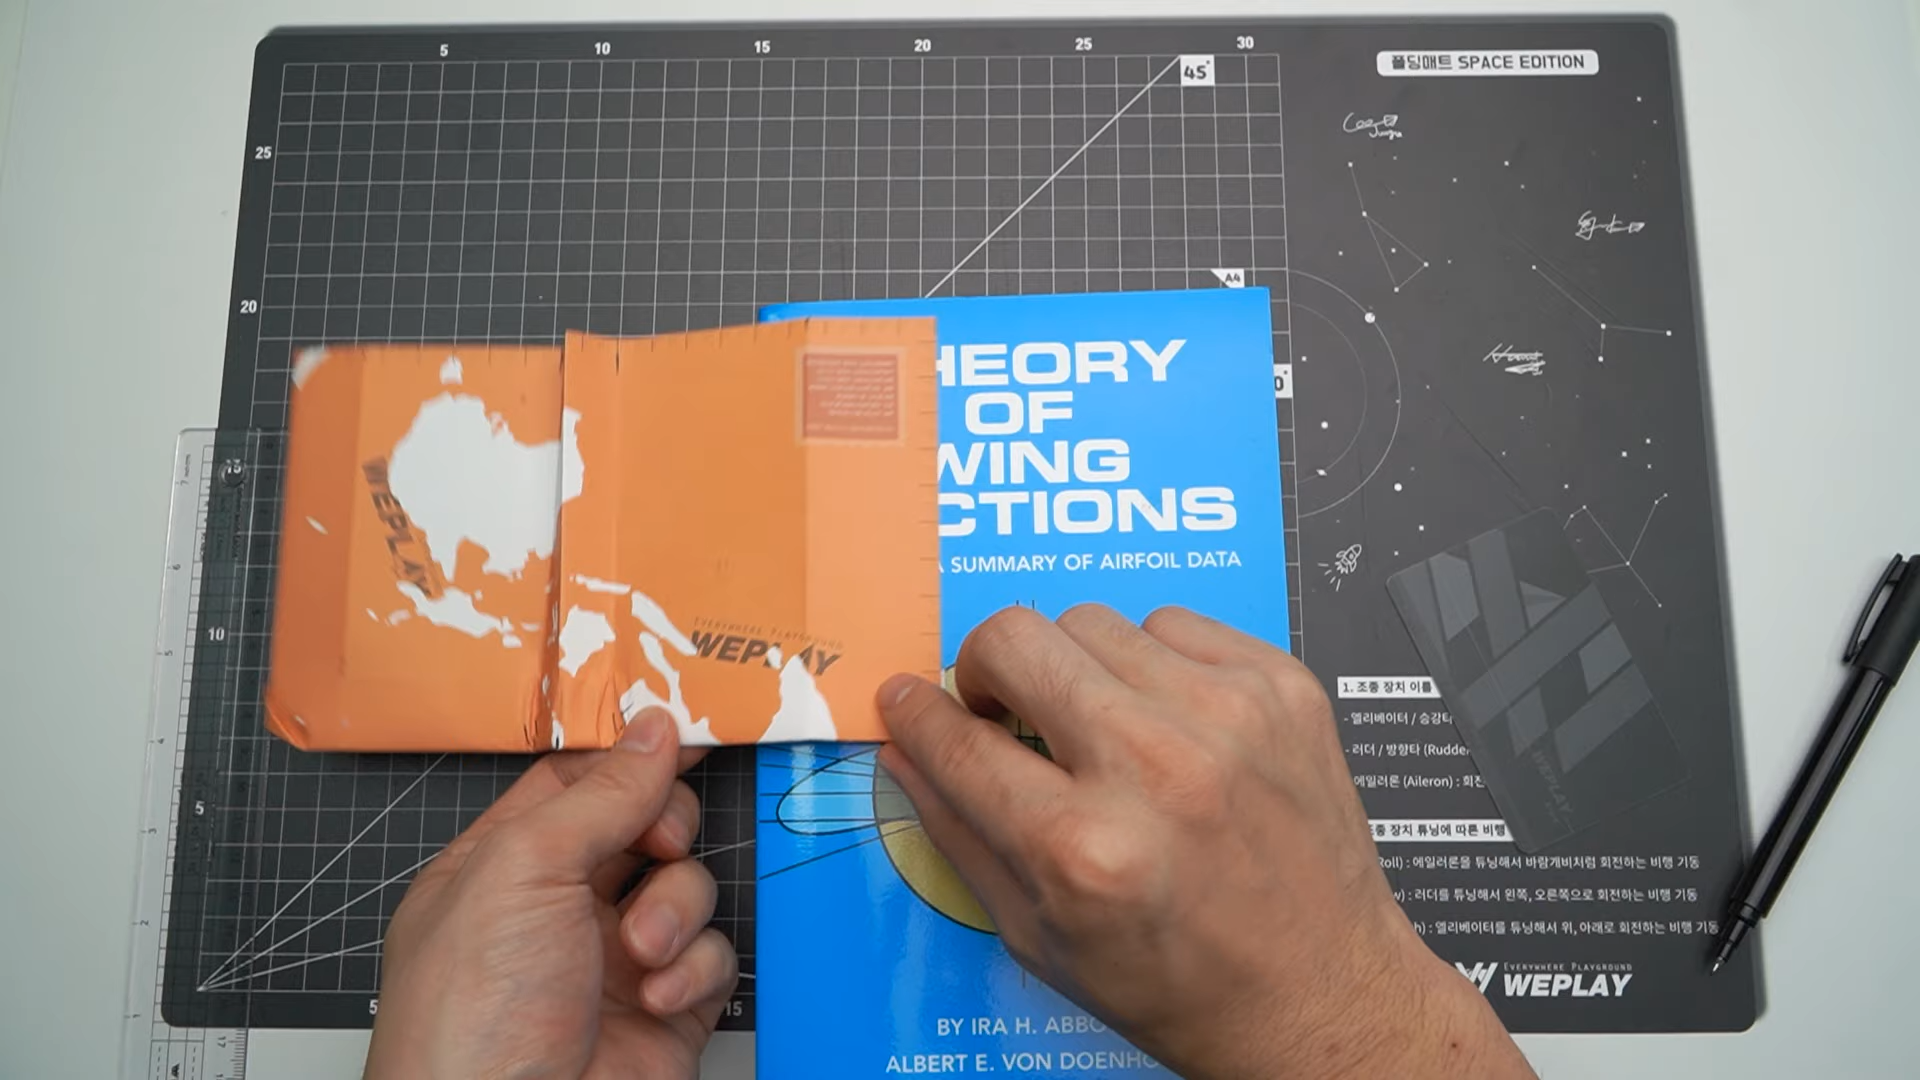 5 10 15 20 25 30
45°
폴딩매트 SPACE EDITION
25
20
A4
HEORY
OF
WING
CTIONS
SUMMARY OF AIRFOIL DATA
WEPLAY
EVERYWHERE PLAYGROUND
WEPLAY
10
5
1. 조종 장치 이름
- 엘리베이터 / 승강타
- 러더 / 방향타 (Rudder
에일러론 (Aileron) : 회전
조종 장치 튜닝에 따른 비행
Roll) : 에일러론을 튜닝해서 바람개비처럼 회전하는 비행 기동
w) : 러더를 튜닝해서 왼쪽, 오른쪽으로 회전하는 비행 기동
h) : 엘리베이터를 튜닝해서 위, 아래로 회전하는 비행 기동
WEPLAY
EVERYWHERE PLAYGROUND
WEPLAY
5
15
BY IRA H. ABBO
ALBERT E. VON DOENHO